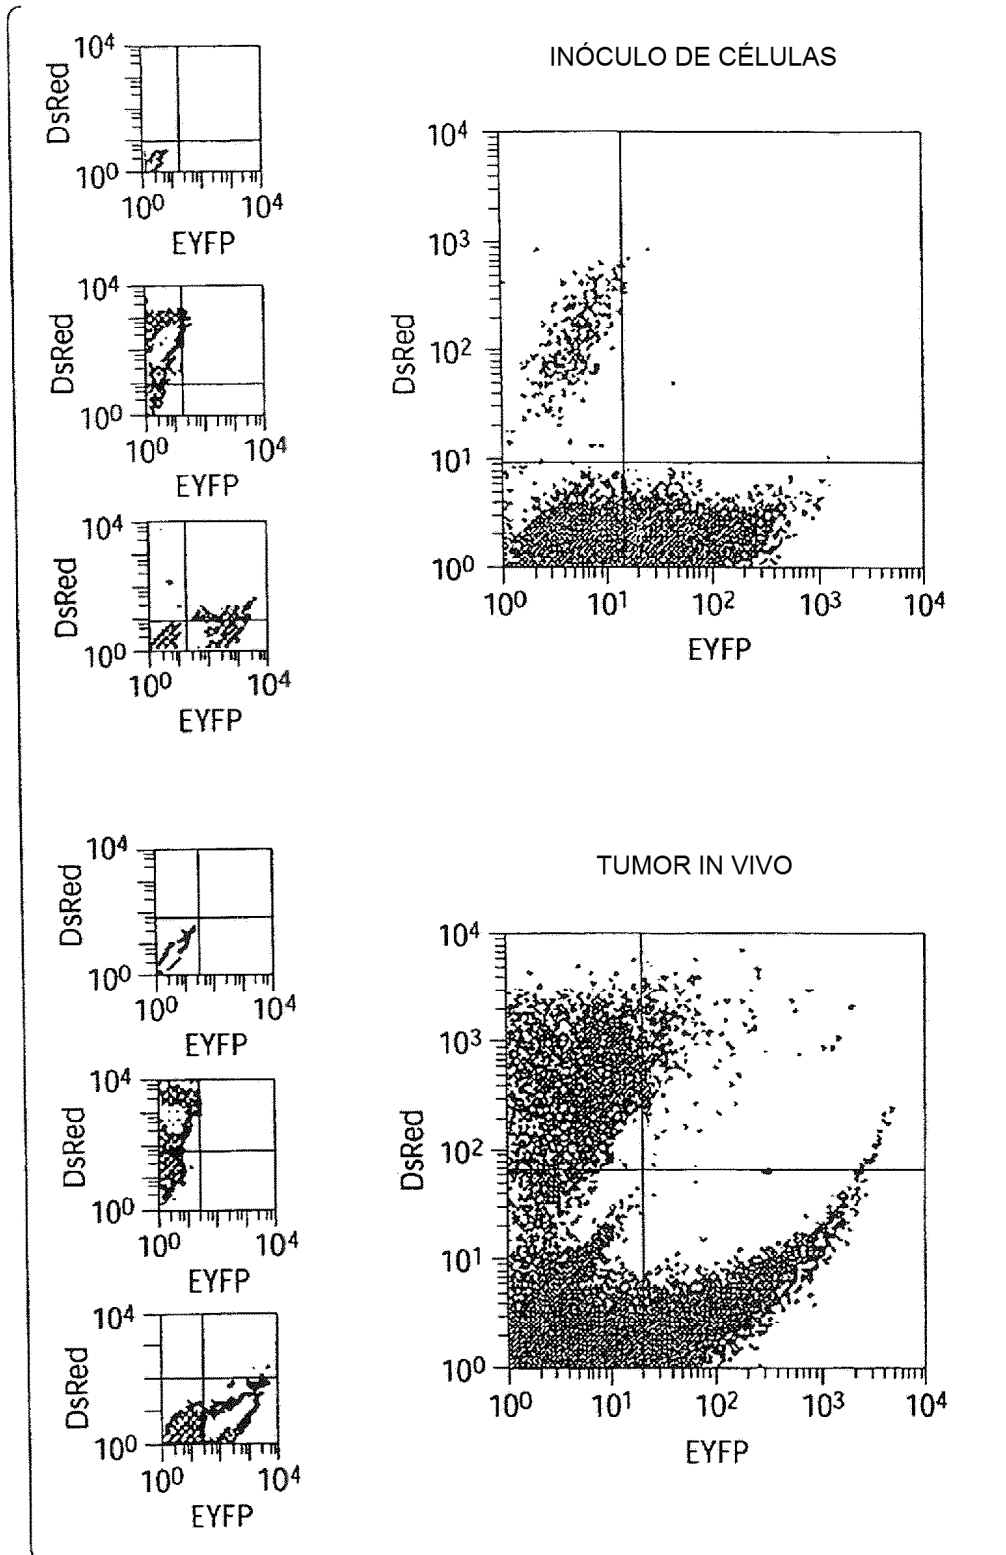 10⁴
DsRed
10⁰
10⁰ 10⁴
EYFP
10⁴
DsRed
10⁰
10⁰ 10⁴
EYFP
10⁴
DsRed
10⁰
10⁰ 10⁴
EYFP
INÓCULO DE CÉLULAS
10⁴
10³
DsRed
10²
10¹
10⁰
10⁰ 10¹ 10² 10³ 10⁴
EYFP
10⁴
DsRed
10⁰
10⁰ 10⁴
EYFP
10⁴
DsRed
10⁰
10⁰ 10⁴
EYFP
10⁴
DsRed
10⁰
10⁰ 10⁴
EYFP
TUMOR IN VIVO
10⁴
10³
DsRed
10²
10¹
10⁰
10⁰ 10¹ 10² 10³ 10⁴
EYFP